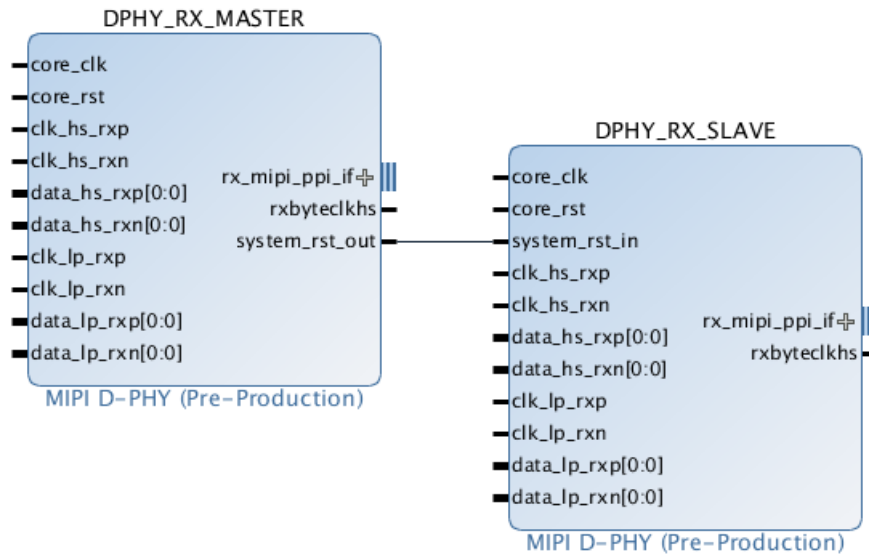 DPHY_RX_MASTER
core_clk
core_rst
clk_hs_rxp
clk_hs_rxn
data_hs_rxp[0:0]
data_hs_rxn[0:0]
clk_lp_rxp
clk_lp_rxn
data_lp_rxp[0:0]
data_lp_rxn[0:0]
rx_mipi_ppi_if
rxbyteclkhs
system_rst_out
MIPI D-PHY (Pre-Production)
DPHY_RX_SLAVE
core_clk
core_rst
system_rst_in
clk_hs_rxp
clk_hs_rxn
data_hs_rxp[0:0]
data_hs_rxn[0:0]
clk_lp_rxp
clk_lp_rxn
data_lp_rxp[0:0]
data_lp_rxn[0:0]
rx_mipi_ppi_if
rxbyteclkhs
MIPI D-PHY (Pre-Production)